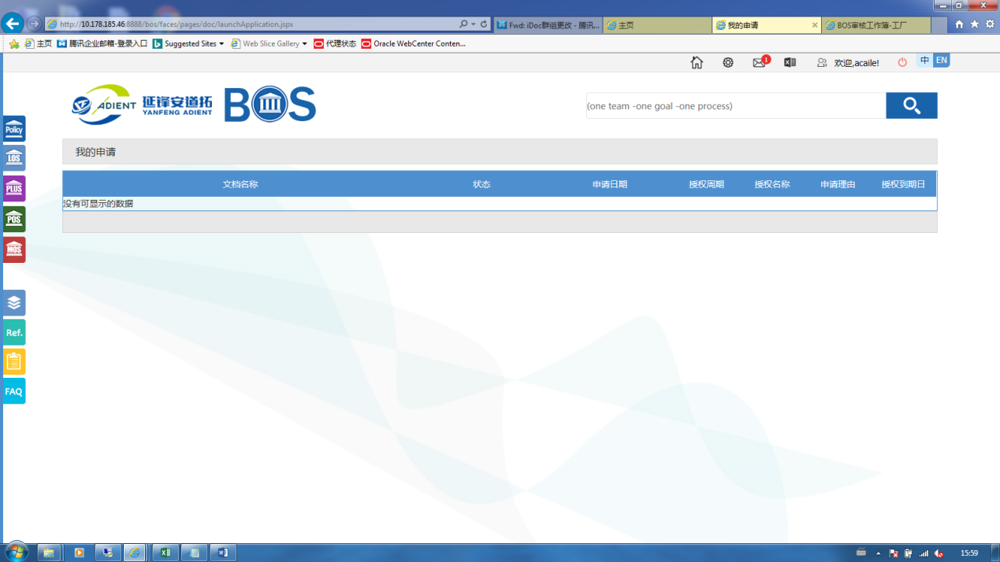 http://10.178.185.46:8888/bos/faces/pages/doc/launchApplication.jspx
Fwd: iDoc群组更改 - 腾讯...
主页
我的申请
BOS审核工作簿-工厂
主页
腾讯企业邮箱-登录入口
Suggested Sites
Web Slice Gallery
代理状态
Oracle WebCenter Conten...
1
欢迎,acaile!
中
EN
ADIENT
延锋安道拓
YANFENG ADIENT
BOS
(one team -one goal -one process)
Policy
LOS
PLUS
POS
MOS
Ref.
FAQ
我的申请
文档名称 状态 申请日期 授权周期 授权名称 申请理由 授权到期日
没有可显示的数据
15:59